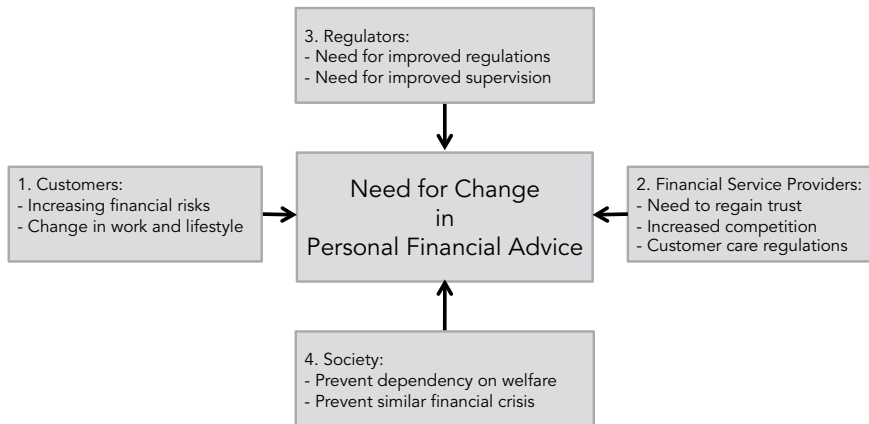 3. Regulators:
- Need for improved regulations
- Need for improved supervision
1. Customers:
- Increasing financial risks
- Change in work and lifestyle
Need for Change
in
Personal Financial Advice
2. Financial Service Providers:
- Need to regain trust
- Increased competition
- Customer care regulations
4. Society:
- Prevent dependency on welfare
- Prevent similar financial crisis